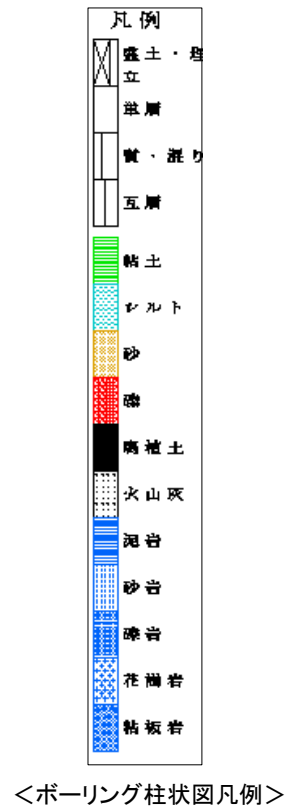 凡例
盛土・埋
立
単層
質・混り
互層
粘土
シルト
砂
礫
腐植土
火山灰
泥岩
砂岩
礫岩
花崗岩
粘板岩
＜ボーリング柱状図凡例＞